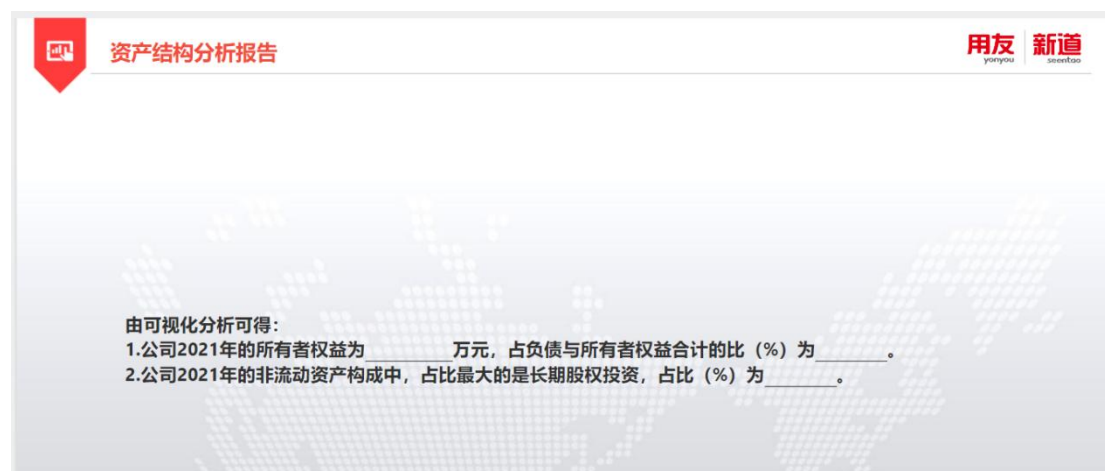 资产结构分析报告
用友 新道
yonyou seentao
由可视化分析可得：
1.公司2021年的所有者权益为__________万元，占负债与所有者权益合计的比（%）为________。
2.公司2021年的非流动资产构成中，占比最大的是长期股权投资，占比（%）为________。